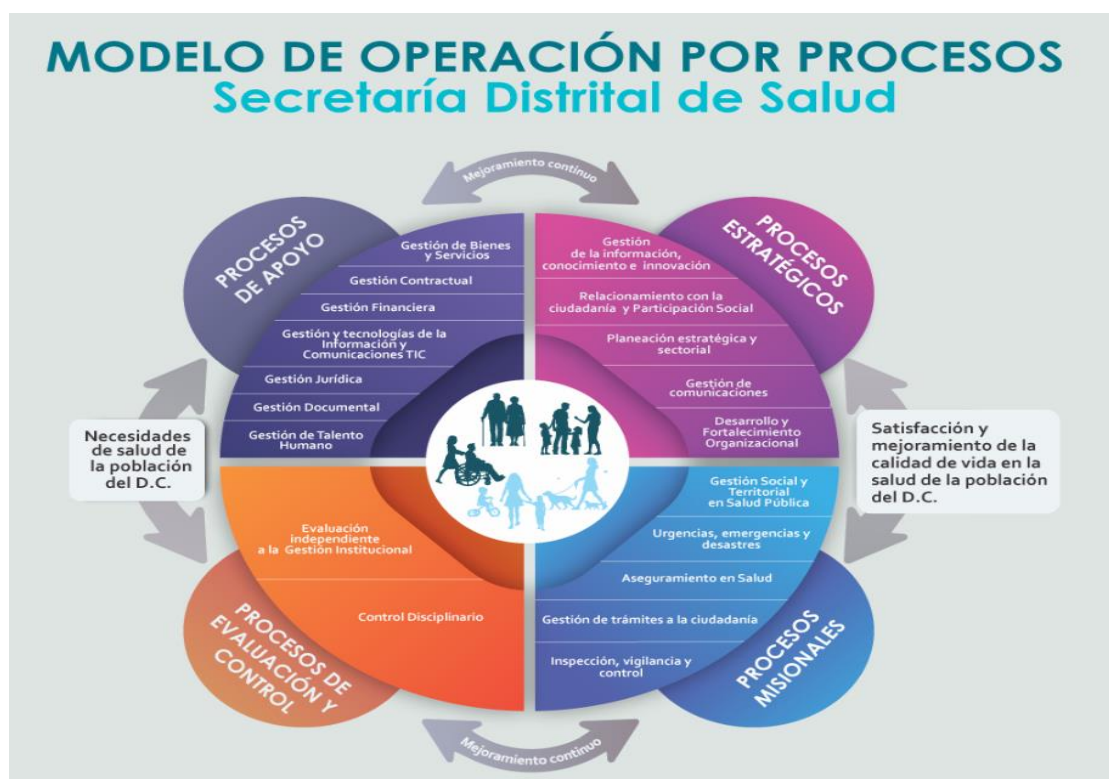 MODELO DE OPERACIÓN POR PROCESOS
Secretaría Distrital de Salud
Mejoramiento continuo
PROCESOS
DE APOYO
Gestión de Bienes
y Servicios
Gestión Contractual
Gestión Financiera
Gestión y tecnologías de la
Información y
Comunicaciones TIC
Gestión Jurídica
Gestión Documental
Gestión de Talento
Humano
PROCESOS
ESTRATÉGICOS
Gestión
de la información,
conocimiento e innovación
Relacionamiento con la
ciudadanía y Participación Social
Planeación estratégica y
sectorial
Gestión de
comunicaciones
Desarrollo y
Fortalecimiento
Organizacional
Necesidades
de salud de
la población
del D.C.
Satisfacción y
mejoramiento de la
calidad de vida en la
salud de la población
del D.C.
Evaluación
independiente
a la Gestión Institucional
Control Disciplinario
PROCESOS DE
EVALUACIÓN Y
CONTROL
Gestión Social y
Territorial
en Salud Pública
Urgencias, emergencias y
desastres
Aseguramiento en Salud
Gestión de trámites a la ciudadanía
Inspección, vigilancia y
control
PROCESOS
MISIONALES
Mejoramiento continuo